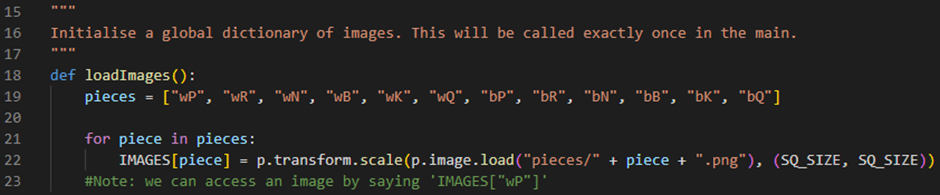 15 """
16 Initialise a global dictionary of images. This will be called exactly once in the main.
17 """
18 def loadImages():
19     pieces = ["wP", "wR", "wN", "wB", "wK", "wQ", "bP", "bR", "bN", "bB", "bK", "bQ"]
20
21     for piece in pieces:
22         IMAGES[piece] = p.transform.scale(p.image.load("pieces/" + piece + ".png"), (SQ_SIZE, SQ_SIZE))
23     #Note: we can access an image by saying 'IMAGES["wP"]'